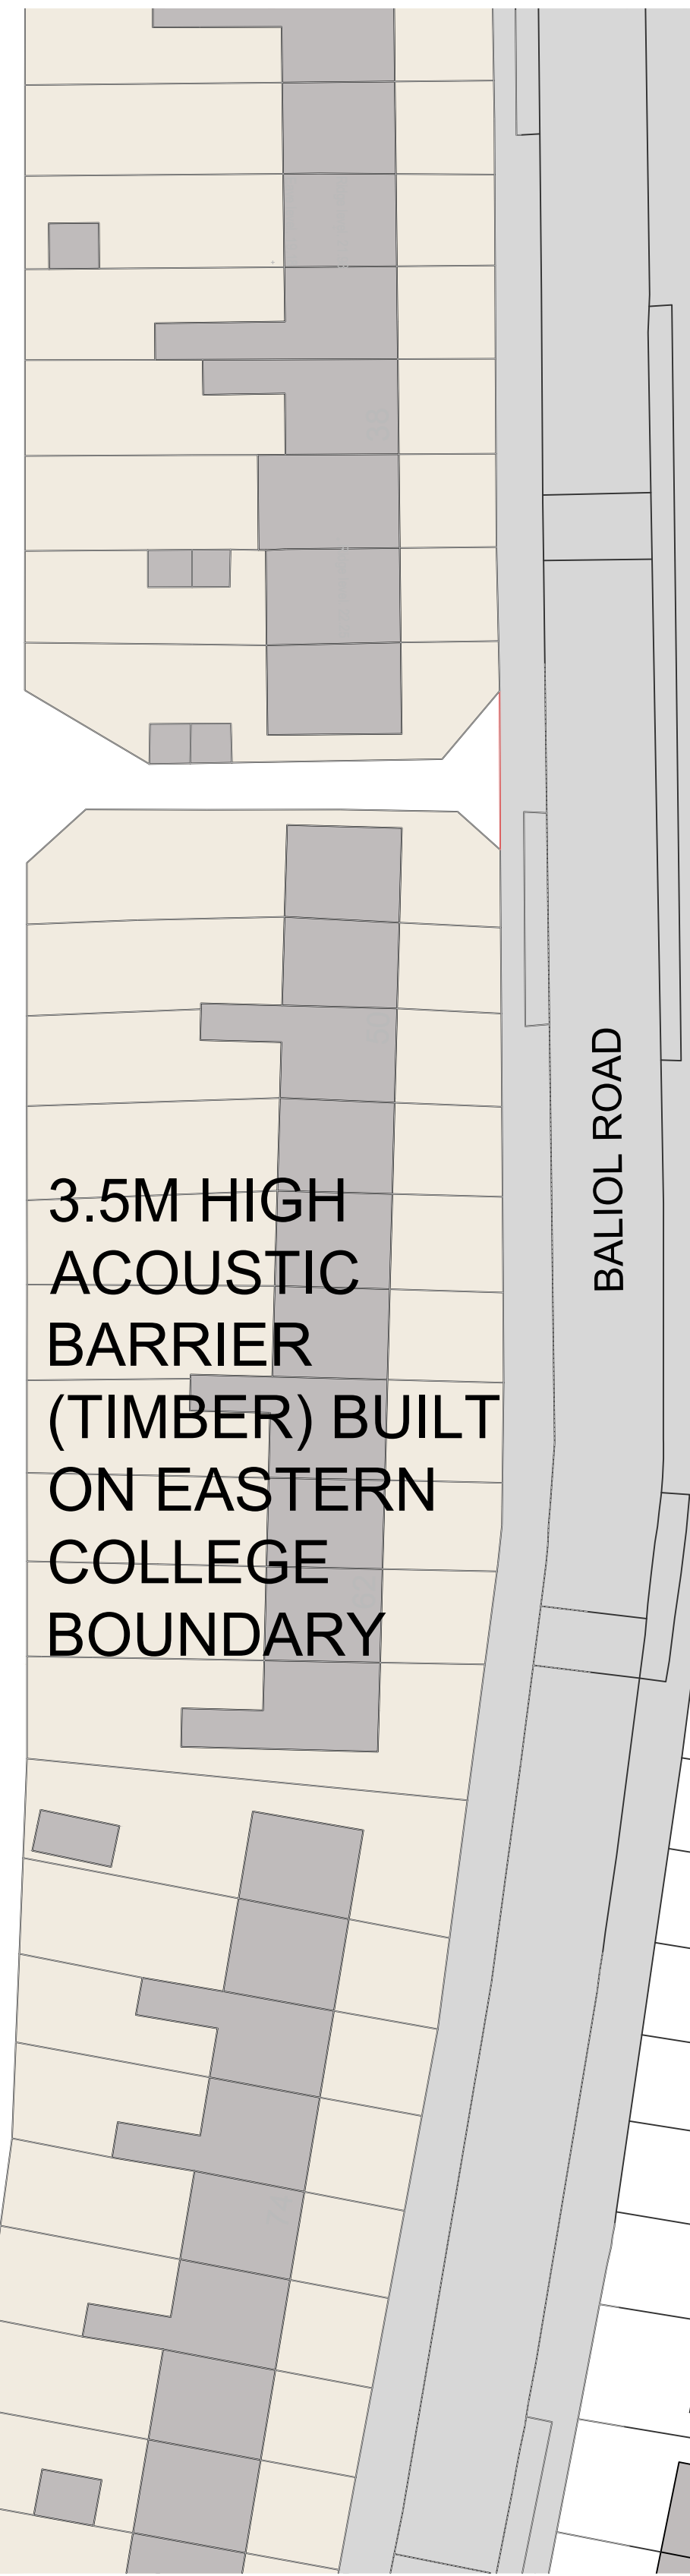 3.5M HIGH
ACOUSTIC
BARRIER
(TIMBER) BUILT
ON EASTERN
COLLEGE
BOUNDARY
BALIOL ROAD